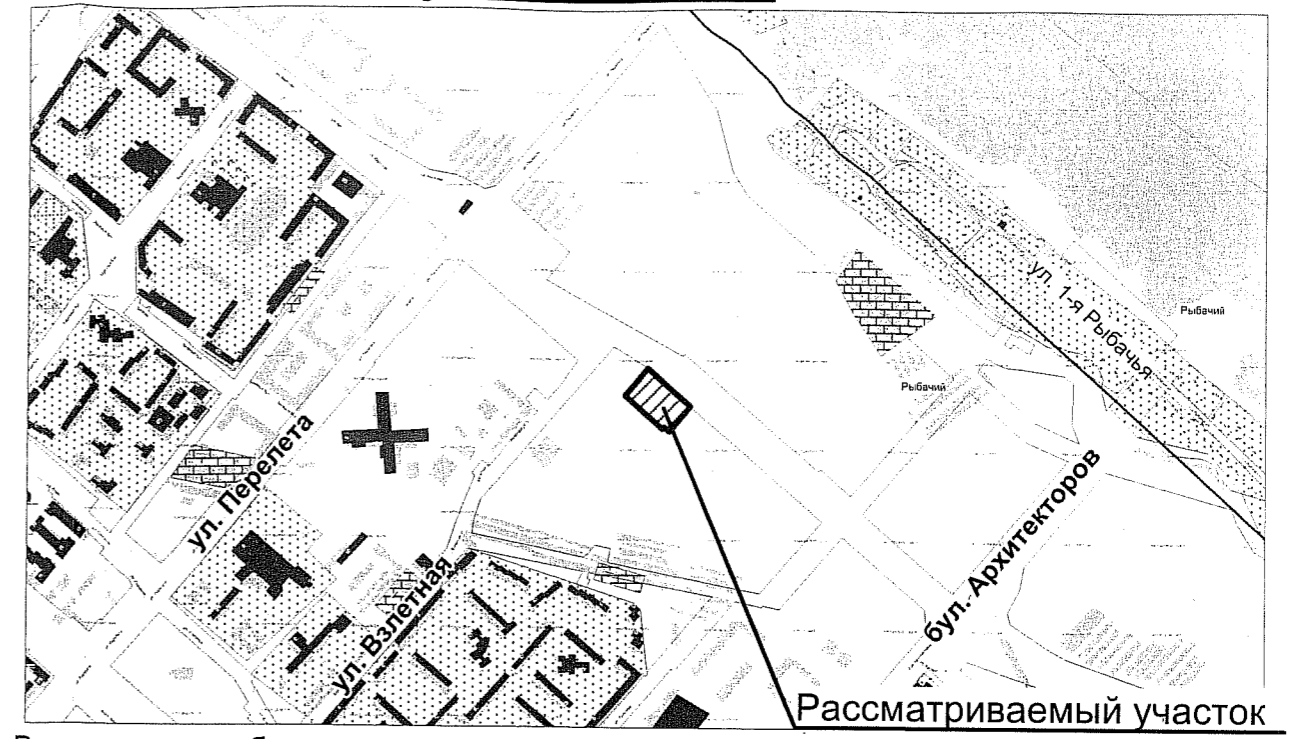 ул. 1-я Рыбачья
Рыбачий
Рыбачий
ул. Перелета
бул. Архитекторов
ул. Взлетная
Рассматриваемый участок